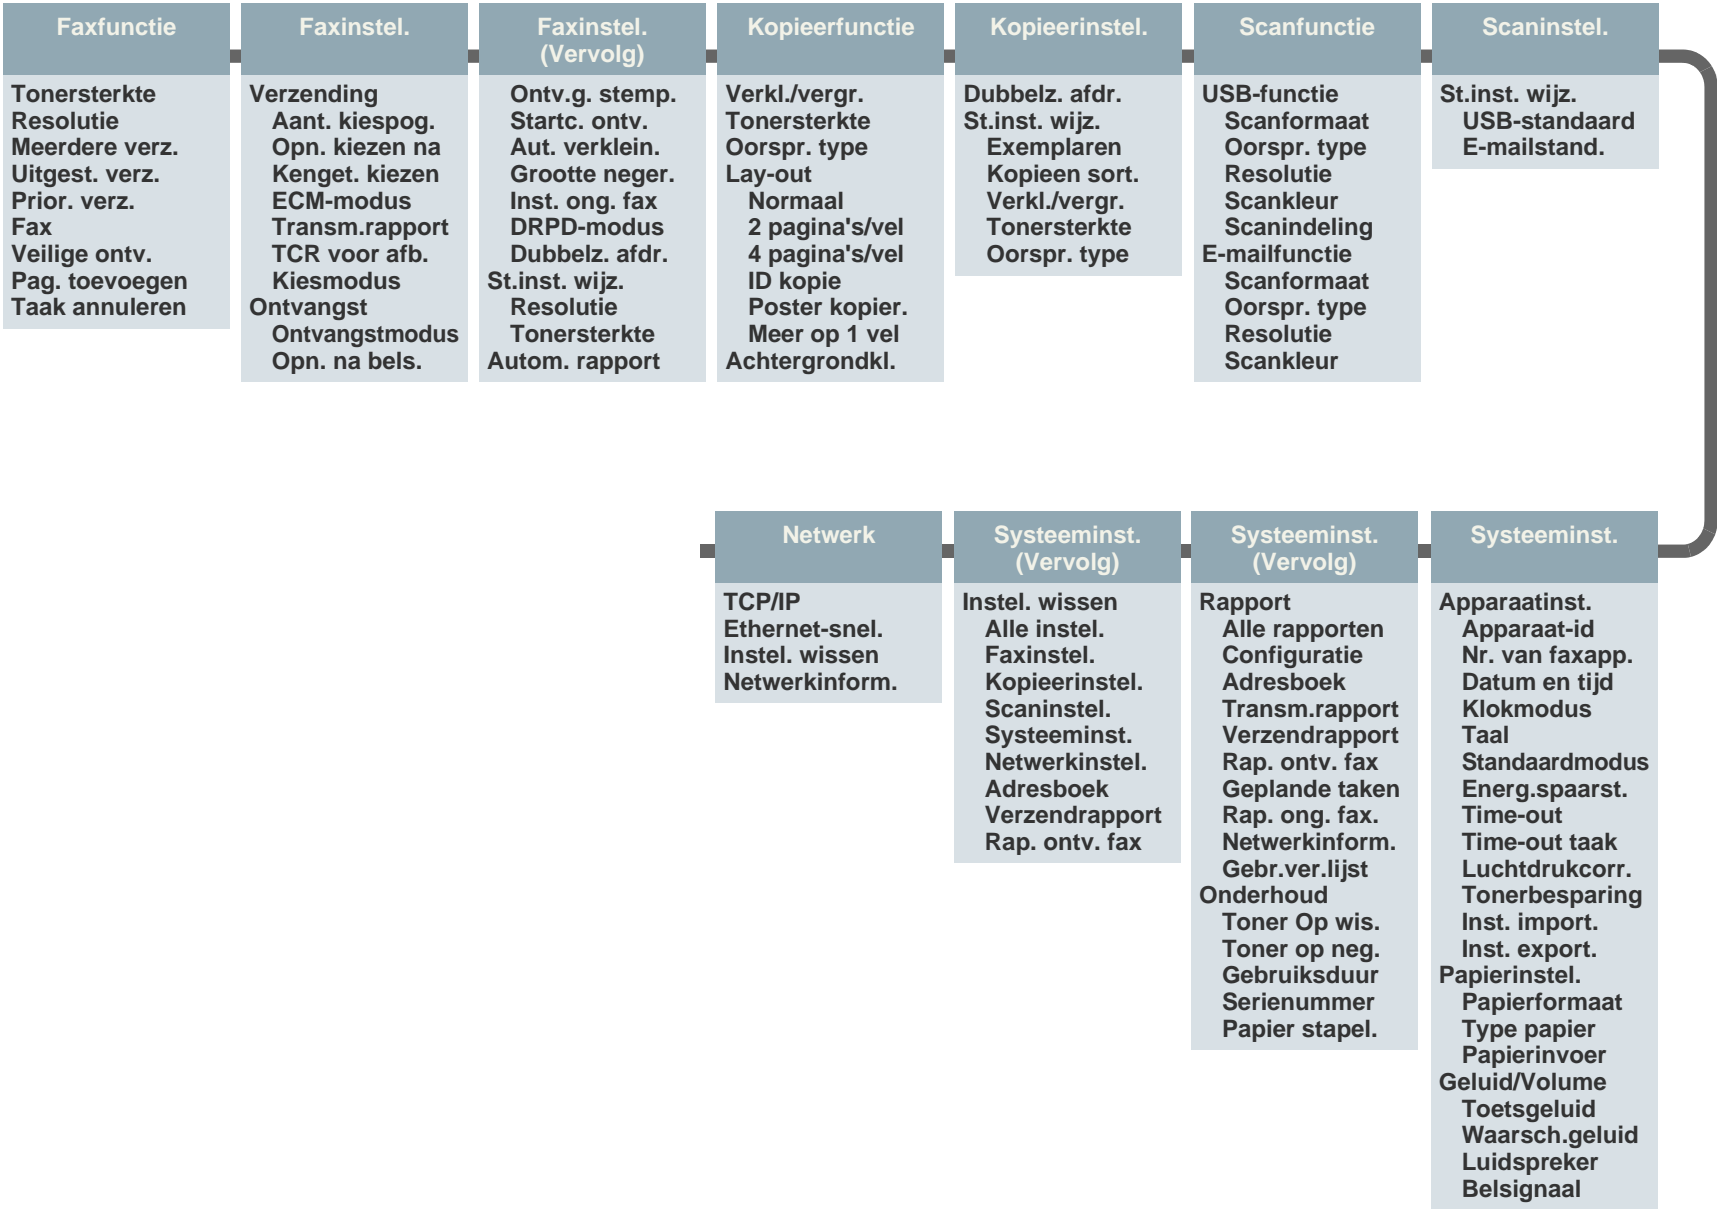 Faxfunctie
Tonersterkte
Resolutie
Meerdere verz.
Uitgest. verz.
Prior. verz.
Fax
Veilige ontv.
Pag. toevoegen
Taak annuleren
Faxinstel.
Verzending
Aant. kiespog.
Opn. kiezen na
Kenget. kiezen
ECM-modus
Transm.rapport
TCR voor afb.
Kiesmodus
Ontvangst
Ontvangstmodus
Opn. na bels.
Faxinstel.
(Vervolg)
Ontv.g. stemp.
Startc. ontv.
Aut. verklein.
Grootte neger.
Inst. ong. fax
DRPD-modus
Dubbelz. afdr.
St.inst. wijz.
Resolutie
Tonersterkte
Autom. rapport
Kopieerfunctie
Verkl./vergr.
Tonersterkte
Oorspr. type
Lay-out
Normaal
2 pagina's/vel
4 pagina's/vel
ID kopie
Poster kopier.
Meer op 1 vel
Achtergrondkl.
Kopieerinstel.
Dubbelz. afdr.
St.inst. wijz.
Exemplaren
Kopieen sort.
Verkl./vergr.
Tonersterkte
Oorspr. type
Scanfunctie
USB-functie
Scanformaat
Oorspr. type
Resolutie
Scankleur
Scanindeling
E-mailfunctie
Scanformaat
Oorspr. type
Resolutie
Scankleur
Scaninstel.
St.inst. wijz.
USB-standaard
E-mailstand.
Netwerk
TCP/IP
Ethernet-snel.
Instel. wissen
Netwerkinform.
Systeeminst.
(Vervolg)
Instel. wissen
Alle instel.
Faxinstel.
Kopieerinstel.
Scaninstel.
Systeeminst.
Netwerkinstel.
Adresboek
Verzendrapport
Rap. ontv. fax
Systeeminst.
(Vervolg)
Rapport
Alle rapporten
Configuratie
Adresboek
Transm.rapport
Verzendrapport
Rap. ontv. fax
Geplande taken
Rap. ong. fax.
Netwerkinform.
Gebr.ver.lijst
Onderhoud
Toner Op wis.
Toner op neg.
Gebruiksduur
Serienummer
Papier stapel.
Systeeminst.
Apparaatinst.
Apparaat-id
Nr. van faxapp.
Datum en tijd
Klokmodus
Taal
Standaardmodus
Energ.spaarst.
Time-out
Time-out taak
Luchtdrukcorr.
Tonerbesparing
Inst. import.
Inst. export.
Papierinstel.
Papierformaat
Type papier
Papierinvoer
Geluid/Volume
Toetsgeluid
Waarsch.geluid
Luidspreker
Belsignaal